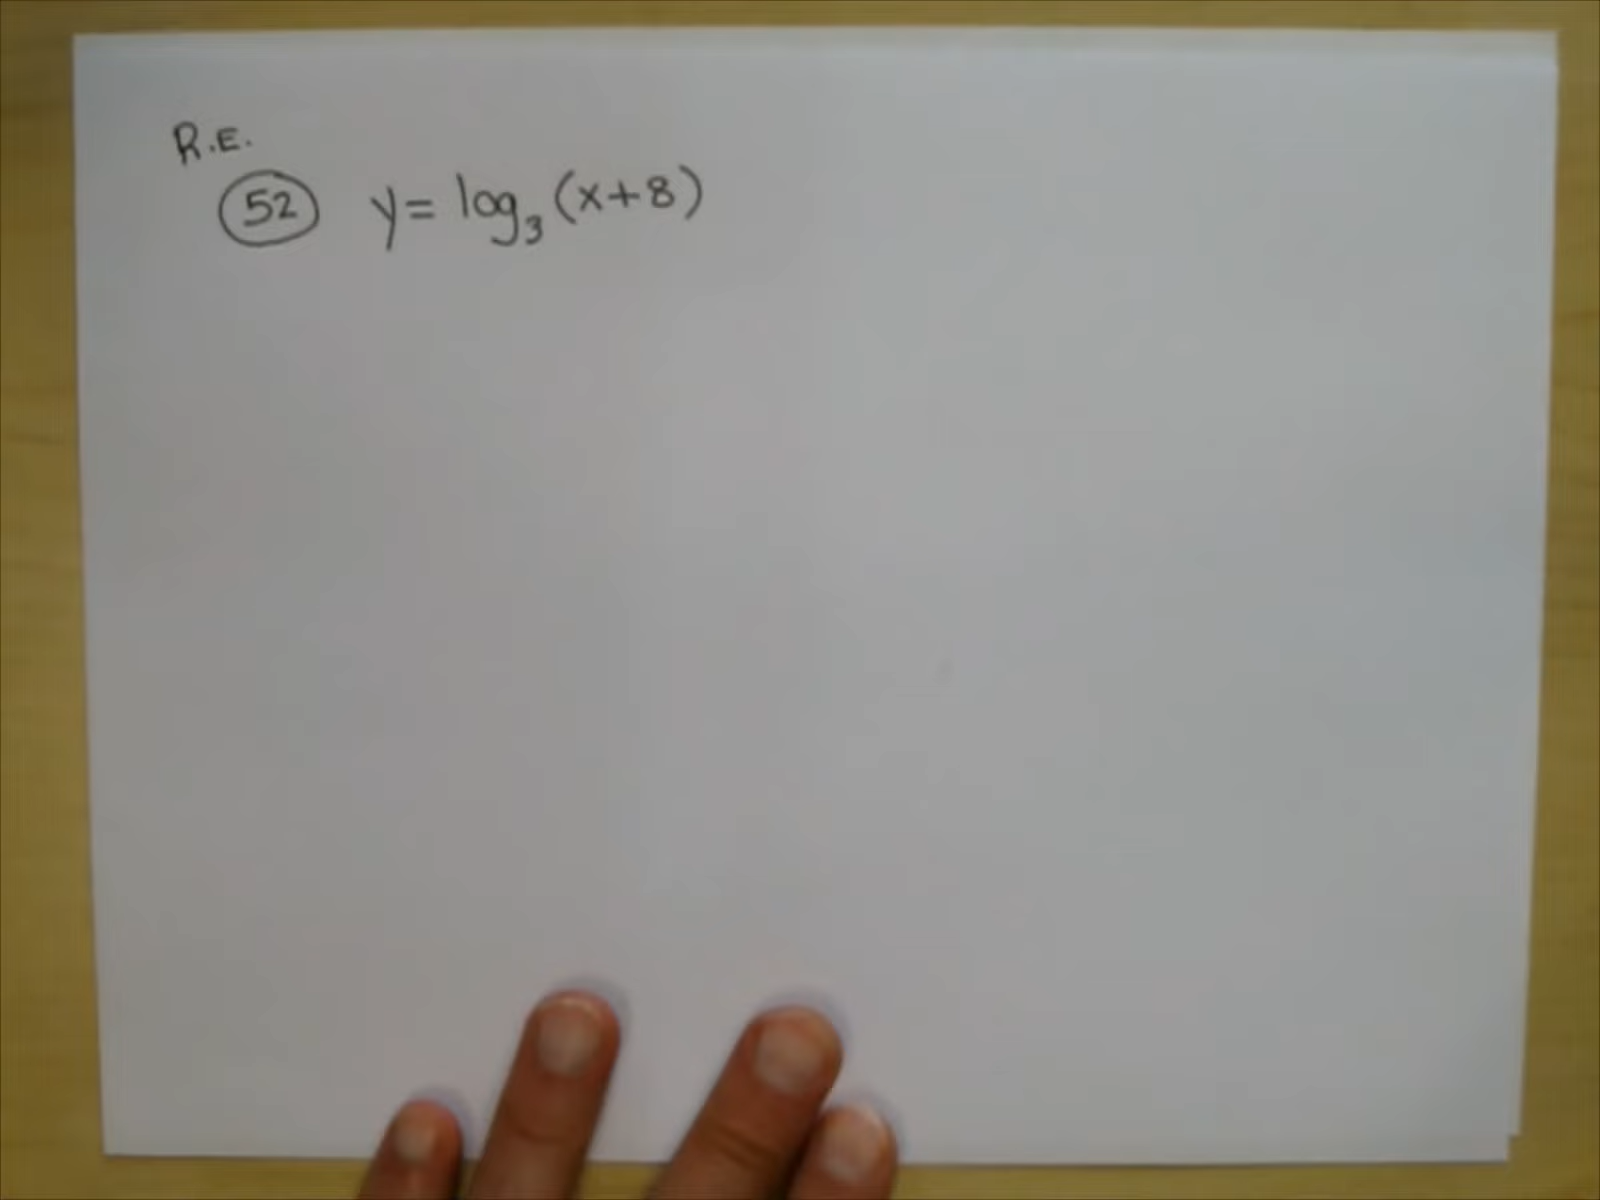 R.E.
52 y = log₃ (x+8)